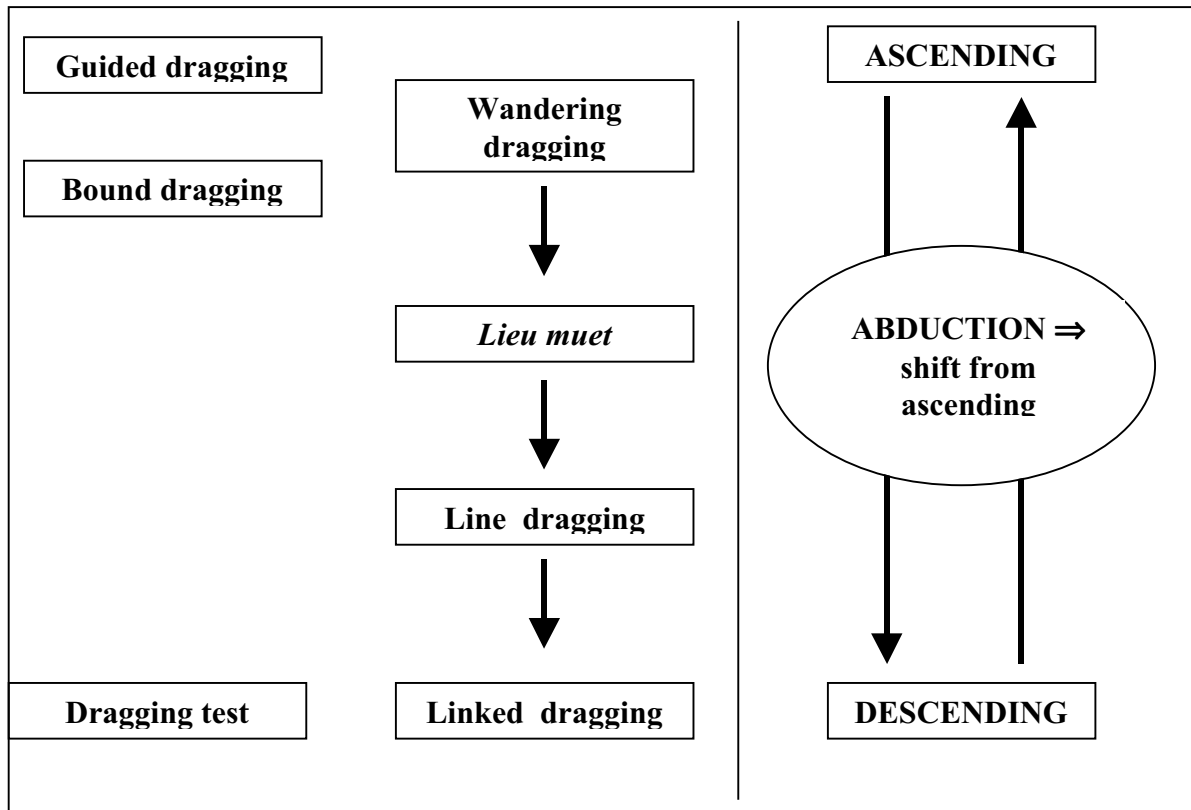 Guided dragging
Bound dragging
Wandering
dragging
Lieu muet
Line dragging
Dragging test
Linked dragging
ASCENDING
ABDUCTION ⇒
shift from
ascending
DESCENDING